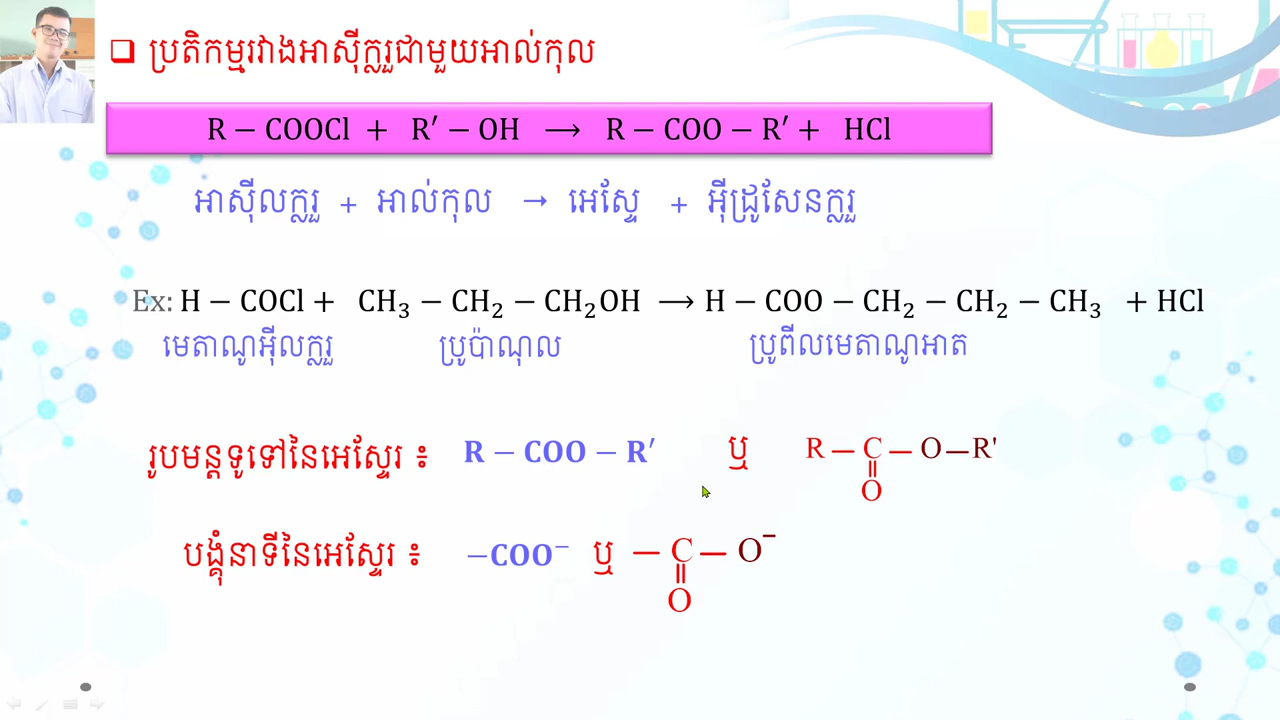 ❑ ប្រតិកម្មរវាងអាស៊ីក្លរួជាមួយអាល់កុល
R − COOCl + R′ − OH ⟶ R − COO − R′ + HCl
អាស៊ីលក្លរួ + អាល់កុល → អេស្ទែ + អ៊ីដ្រូសែនក្លរួ
Ex: H − COCl + CH₃ − CH₂ − CH₂OH ⟶ H − COO − CH₂ − CH₂ − CH₃ + HCl
មេតាណូអ៊ីលក្លរួ ប្រូប៉ាណុល ប្រូពីលមេតាណូអាត
រូបមន្តទូទៅនៃអេស្ទែរ ៖ R − COO − R′ ឬ R — C — O — R'
O
បង្គុំនាទីនៃអេស្ទែរ ៖ −COO⁻ ឬ — C — O⁻
O